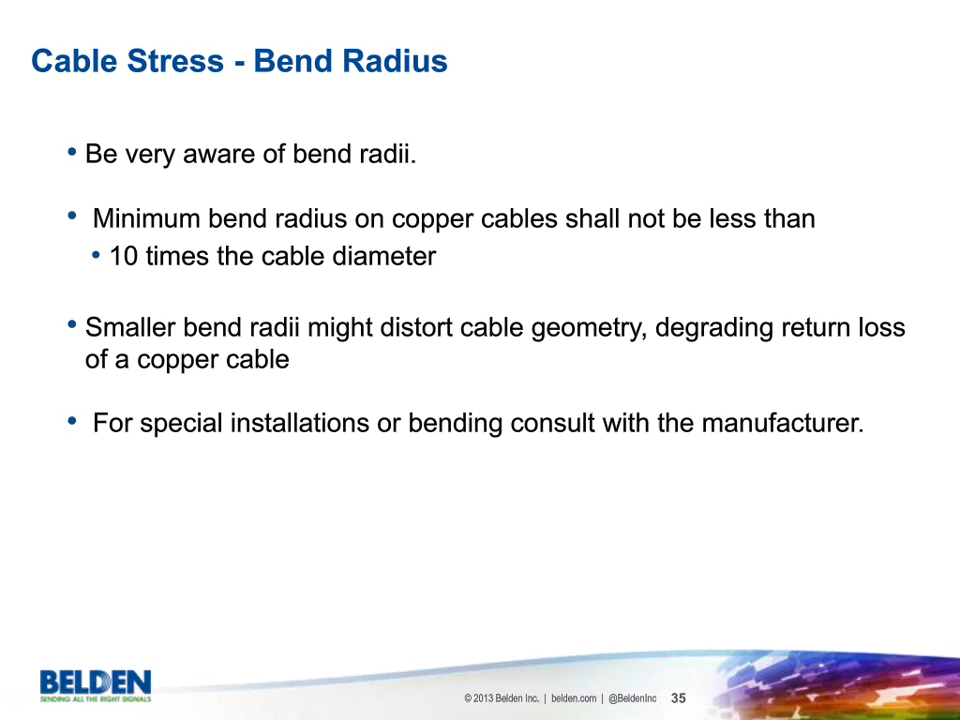 Cable Stress - Bend Radius
• Be very aware of bend radii.
• Minimum bend radius on copper cables shall not be less than
• 10 times the cable diameter
• Smaller bend radii might distort cable geometry, degrading return loss
of a copper cable
• For special installations or bending consult with the manufacturer.
BELDEN
SENDING ALL THE RIGHT SIGNALS
© 2013 Belden Inc. | belden.com | @BeldenInc 35